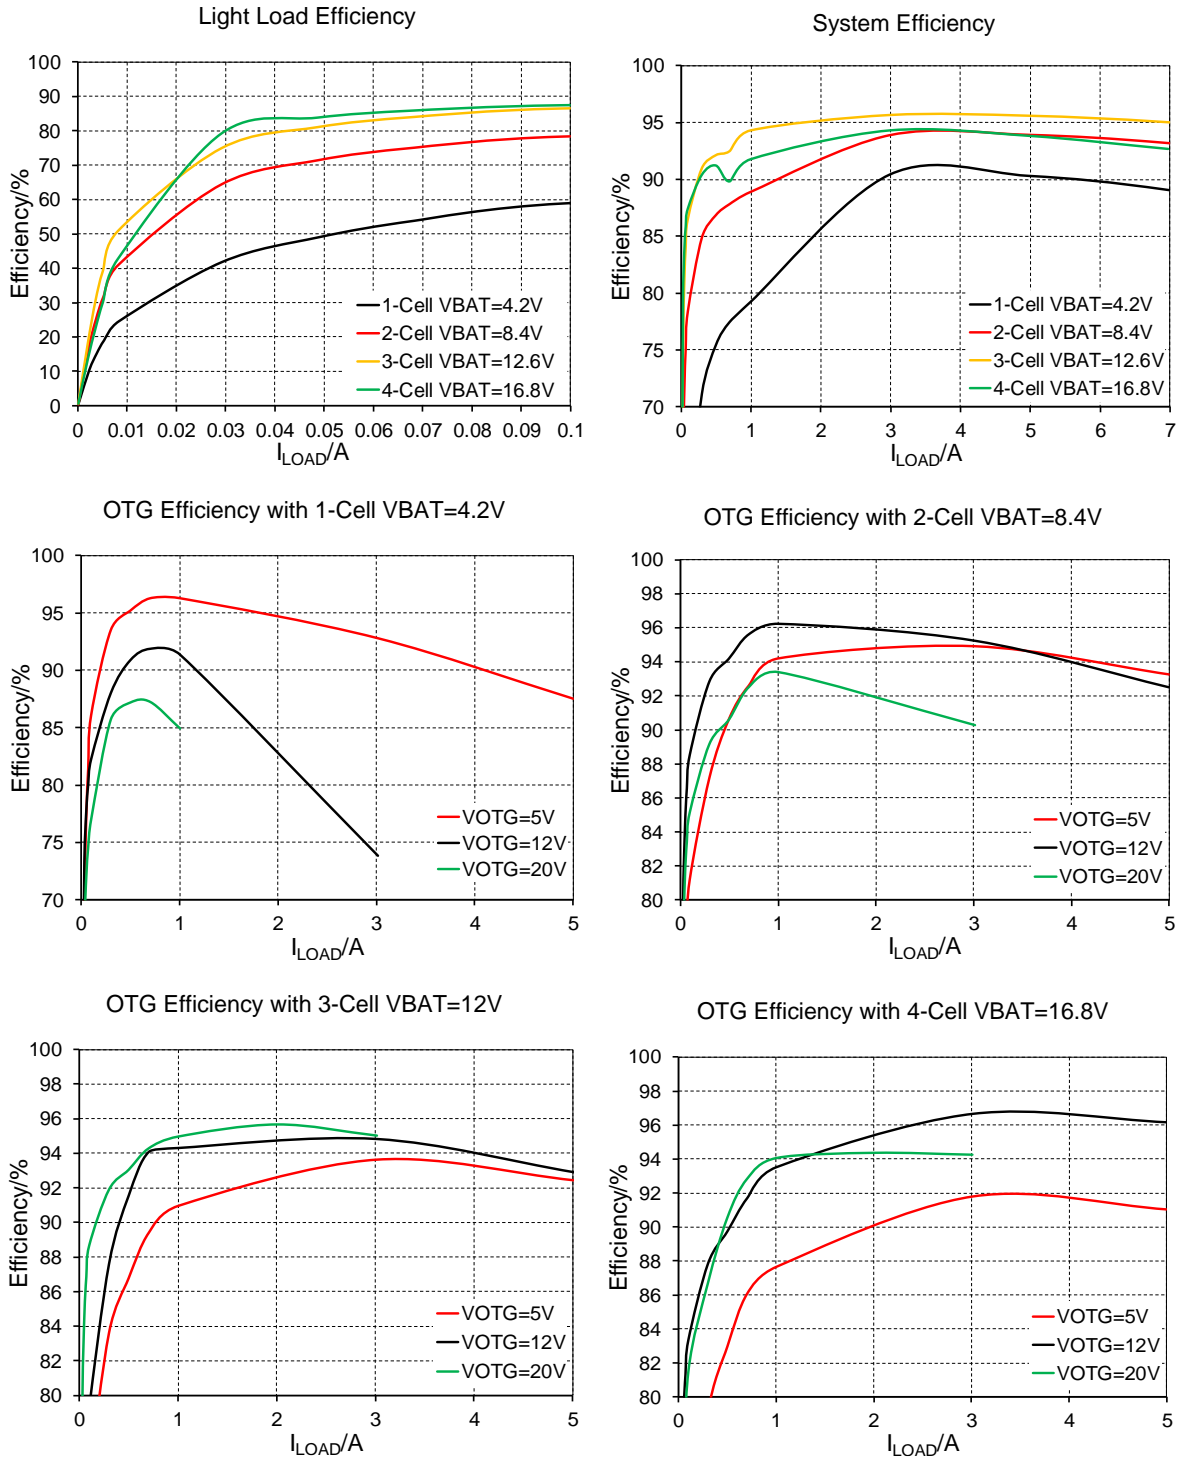 Light Load Efficiency
Efficiency/%
100
90
80
70
60
50
40
30
20
10
0
1-Cell VBAT=4.2V
2-Cell VBAT=8.4V
3-Cell VBAT=12.6V
4-Cell VBAT=16.8V
0 0.01 0.02 0.03 0.04 0.05 0.06 0.07 0.08 0.09 0.1
ILOAD/A
System Efficiency
Efficiency/%
100
95
90
85
80
75
70
1-Cell VBAT=4.2V
2-Cell VBAT=8.4V
3-Cell VBAT=12.6V
4-Cell VBAT=16.8V
0 1 2 3 4 5 6 7
ILOAD/A
OTG Efficiency with 1-Cell VBAT=4.2V
Efficiency/%
100
95
90
85
80
75
70
VOTG=5V
VOTG=12V
VOTG=20V
0 1 2 3 4 5
ILOAD/A
OTG Efficiency with 2-Cell VBAT=8.4V
Efficiency/%
100
98
96
94
92
90
88
86
84
82
80
VOTG=5V
VOTG=12V
VOTG=20V
0 1 2 3 4 5
ILOAD/A
OTG Efficiency with 3-Cell VBAT=12V
Efficiency/%
100
98
96
94
92
90
88
86
84
82
80
VOTG=5V
VOTG=12V
VOTG=20V
0 1 2 3 4 5
ILOAD/A
OTG Efficiency with 4-Cell VBAT=16.8V
Efficiency/%
100
98
96
94
92
90
88
86
84
82
80
VOTG=5V
VOTG=12V
VOTG=20V
0 1 2 3 4 5
ILOAD/A